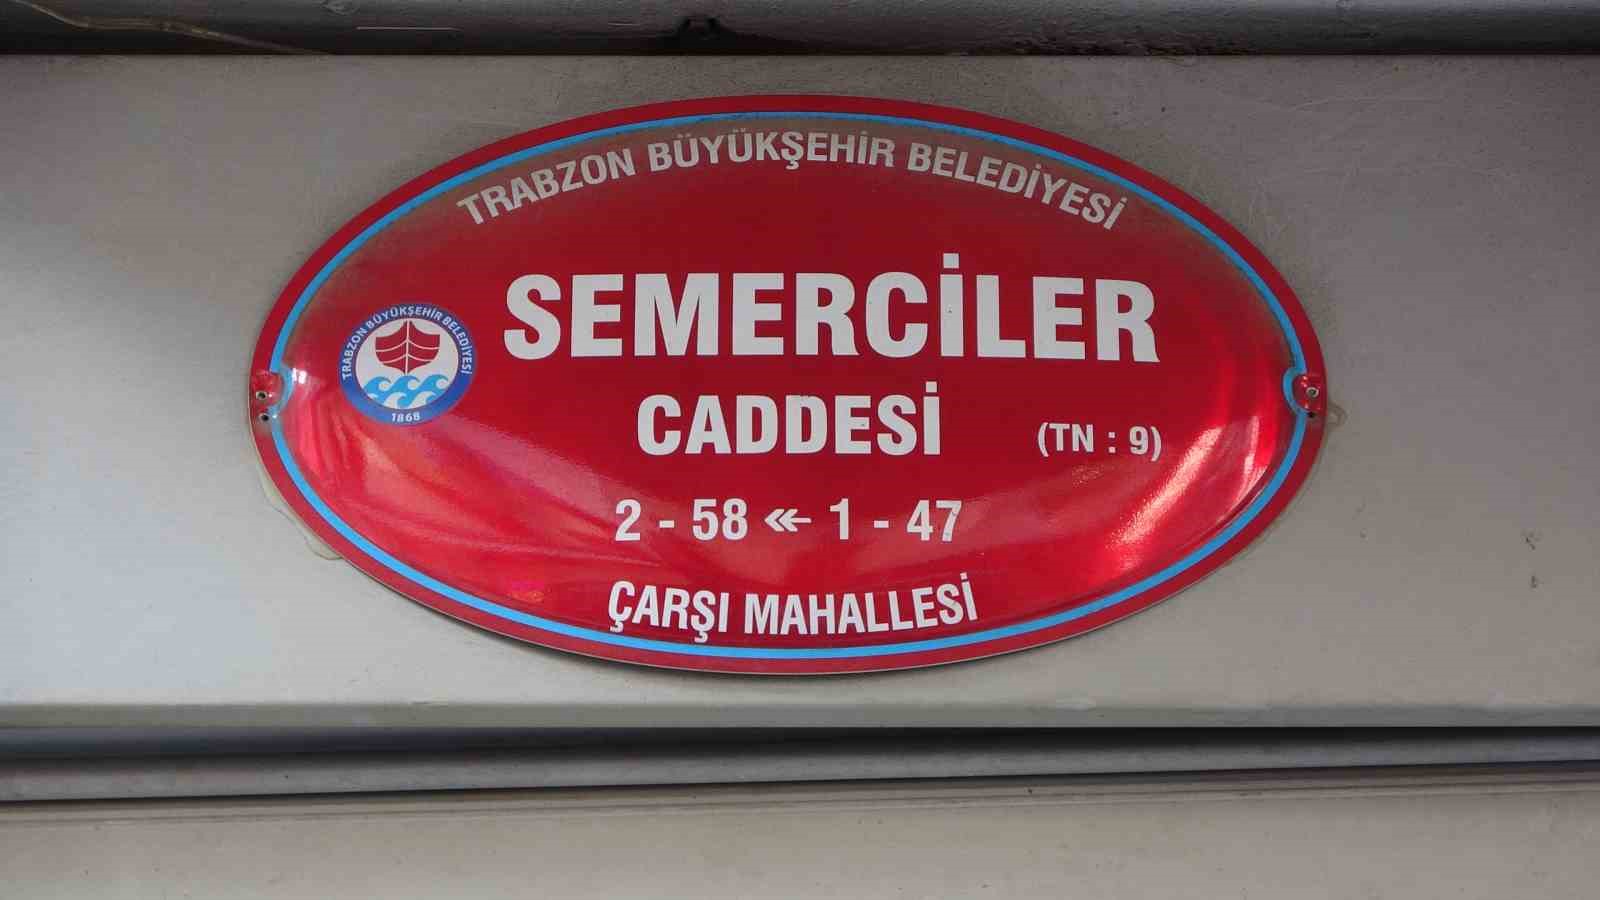 TRABZON BÜYÜKŞEHİR BELEDİYESİ
SEMERCİLER
CADDESİ
(TN : 9)
2 - 58 ⋘ 1 - 47
ÇARŞI MAHALLESİ
TRABZON BÜYÜKŞEHİR BELEDİYESİ
1868